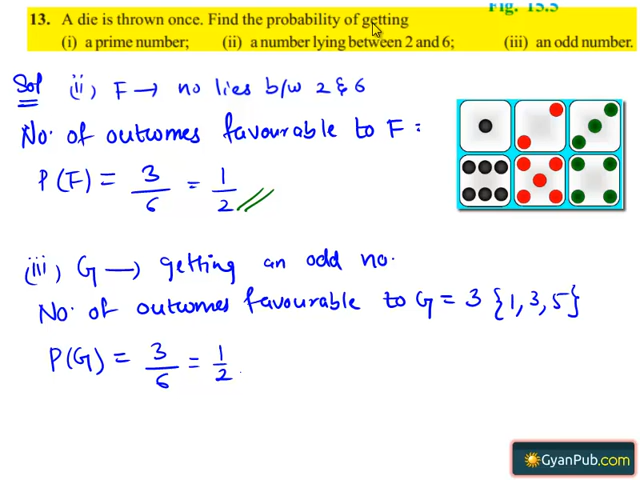 Fig. 15.5
13. A die is thrown once. Find the probability of getting
(i) a prime number; (ii) a number lying between 2 and 6; (iii) an odd number.
Sol (ii) F → no lies b/w 2 & 6
No. of outcomes favourable to F =
P(F) = 3/6 = 1/2
(iii) G → getting an odd no.
No. of outcomes favourable to G = 3 {1, 3, 5}
P(G) = 3/6 = 1/2
GyanPub.com